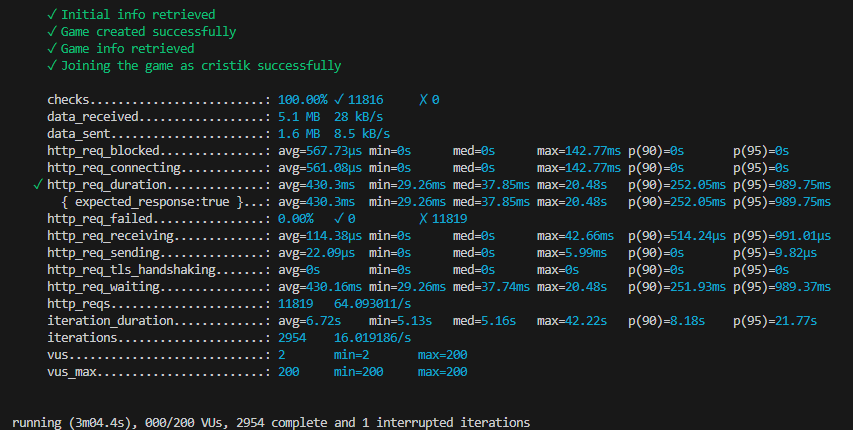 ✓ Initial info retrieved
✓ Game created successfully
✓ Game info retrieved
✓ Joining the game as cristik successfully
checks.........................: 100.00% ✓ 11816 ✗ 0
data_received..................: 5.1 MB 28 kB/s
data_sent......................: 1.6 MB 8.5 kB/s
http_req_blocked...............: avg=567.73µs min=0s med=0s max=142.77ms p(90)=0s p(95)=0s
http_req_connecting............: avg=561.08µs min=0s med=0s max=142.77ms p(90)=0s p(95)=0s
✓ http_req_duration..............: avg=430.3ms min=29.26ms med=37.85ms max=20.48s p(90)=252.05ms p(95)=989.75ms
{ expected_response:true }...: avg=430.3ms min=29.26ms med=37.85ms max=20.48s p(90)=252.05ms p(95)=989.75ms
http_req_failed................: 0.00% ✓ 0 ✗ 11819
http_req_receiving.............: avg=114.38µs min=0s med=0s max=42.66ms p(90)=514.24µs p(95)=991.01µs
http_req_sending...............: avg=22.09µs min=0s med=0s max=5.99ms p(90)=0s p(95)=9.82µs
http_req_tls_handshaking.......: avg=0s min=0s med=0s max=0s p(90)=0s p(95)=0s
http_req_waiting...............: avg=430.16ms min=29.26ms med=37.74ms max=20.48s p(90)=251.93ms p(95)=989.37ms
http_reqs......................: 11819 64.093011/s
iteration_duration.............: avg=6.72s min=5.13s med=5.16s max=42.22s p(90)=8.18s p(95)=21.77s
iterations.....................: 2954 16.019186/s
vus............................: 2 min=2 max=200
vus_max........................: 200 min=200 max=200
running (3m04.4s), 000/200 VUs, 2954 complete and 1 interrupted iterations